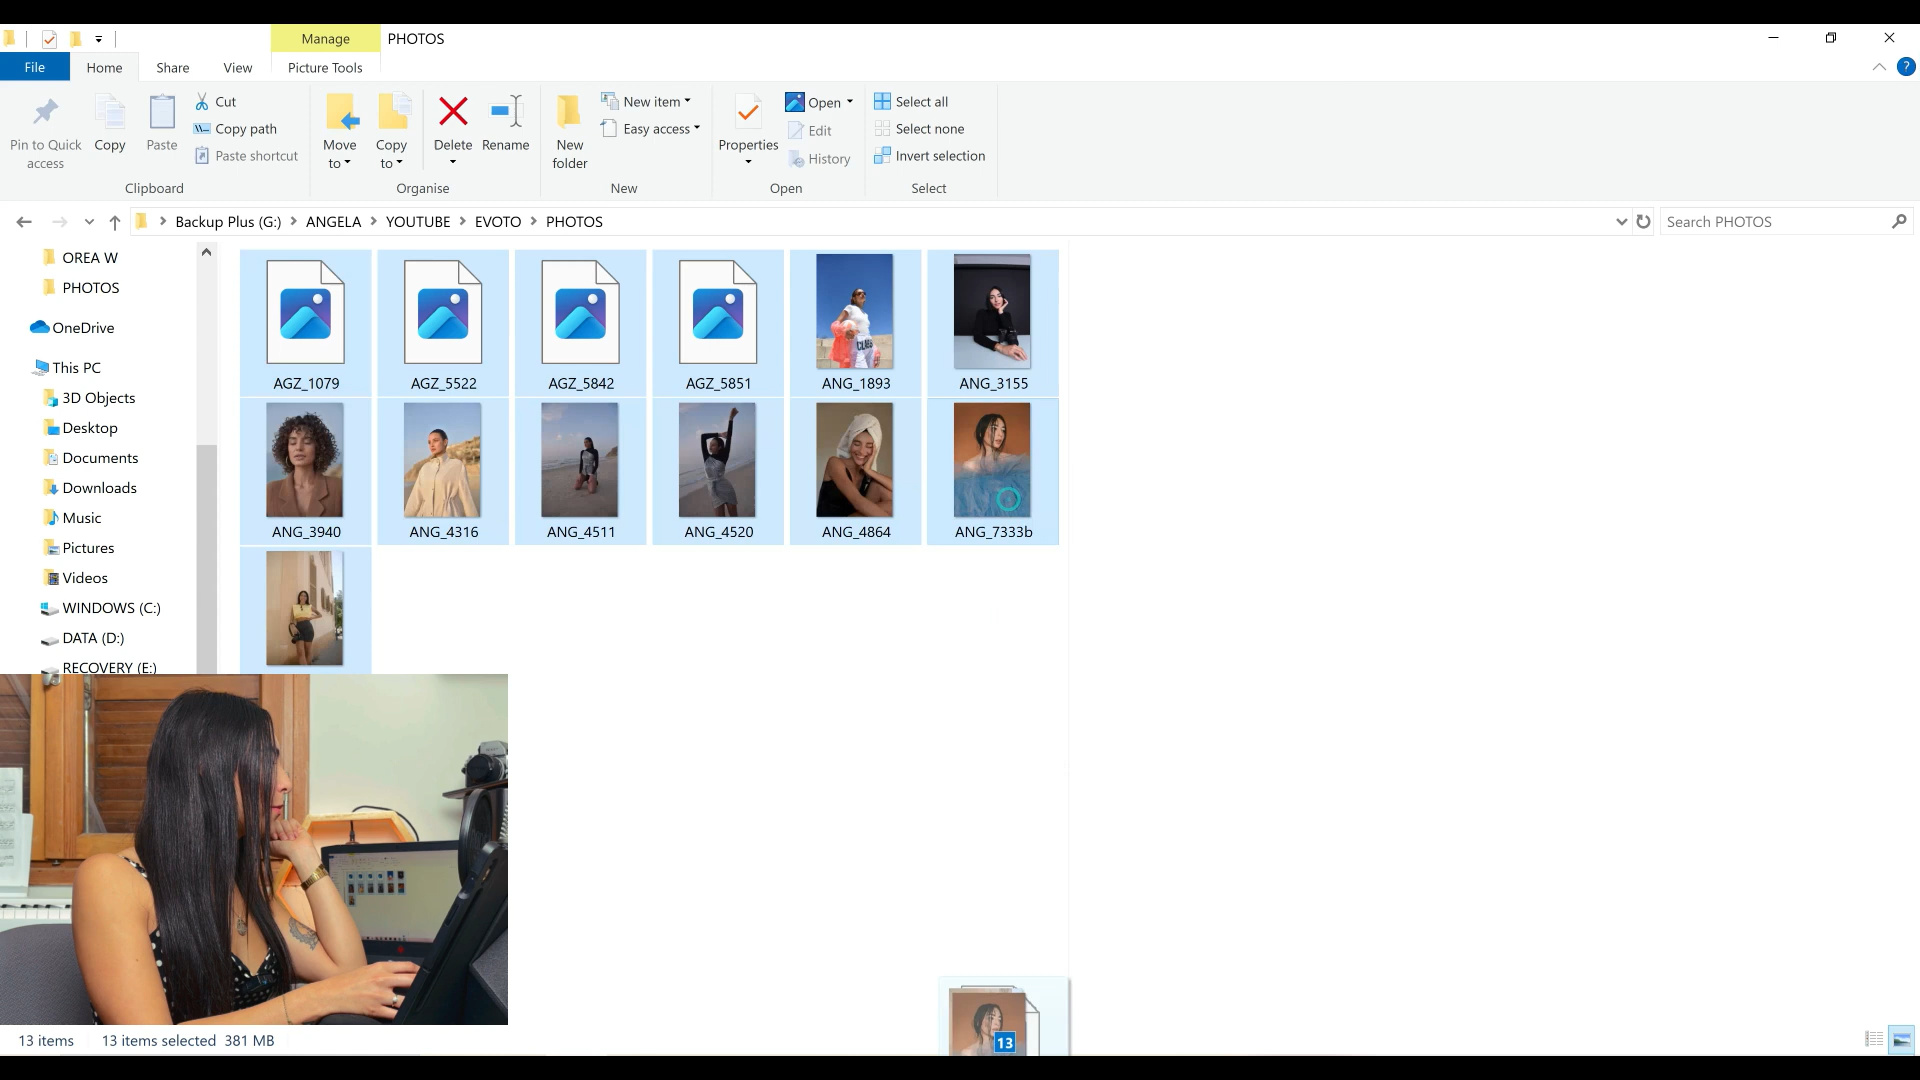 Manage
PHOTOS
File
Home
Share
View
Picture Tools
Pin to Quick access
Copy
Paste
Cut
Copy path
Paste shortcut
Clipboard
Move to
Copy to
Delete
Rename
Organise
New folder
New item
Easy access
New
Properties
Open
Edit
History
Open
Select all
Select none
Invert selection
Select
Backup Plus (G:)
ANGELA
YOUTUBE
EVOTO
PHOTOS
Search PHOTOS
OREA W
PHOTOS
OneDrive
This PC
3D Objects
Desktop
Documents
Downloads
Music
Pictures
Videos
WINDOWS (C:)
DATA (D:)
RECOVERY (E:)
AGZ_1079
AGZ_5522
AGZ_5842
AGZ_5851
ANG_1893
ANG_3155
ANG_3940
ANG_4316
ANG_4511
ANG_4520
ANG_4864
ANG_7333b
13
13 items
13 items selected 381 MB